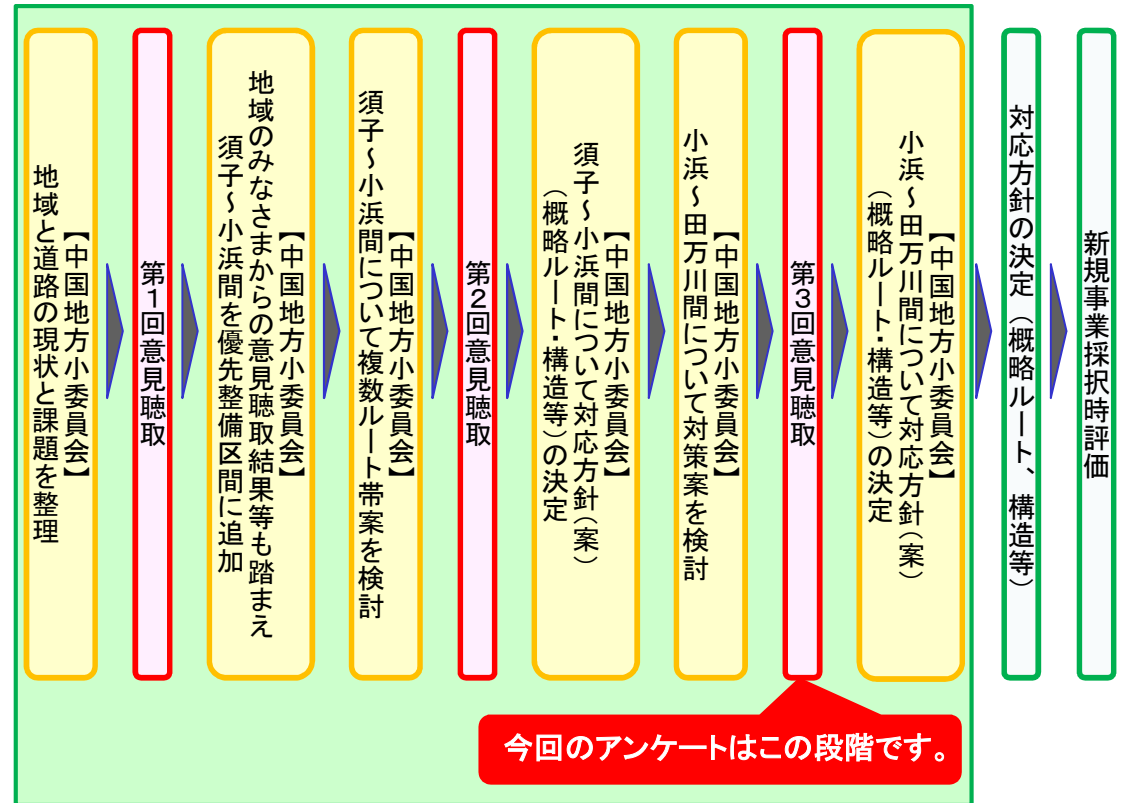 【中国地方小委員会】
地域と道路の現状と課題を整理
第1回意見聴取
【中国地方小委員会】
地域のみなさまからの意見聴取結果等も踏まえ
須子～小浜間を優先整備区間に追加
【中国地方小委員会】
須子～小浜間について複数ルート帯案を検討
第2回意見聴取
【中国地方小委員会】
須子～小浜間について対応方針（案）
（概略ルート・構造等）の決定
【中国地方小委員会】
小浜～田万川間について対策案を検討
第3回意見聴取
【中国地方小委員会】
小浜～田万川間について対応方針（案）
（概略ルート・構造等）の決定
対応方針の決定（概略ルート、構造等）
新規事業採択時評価
今回のアンケートはこの段階です。